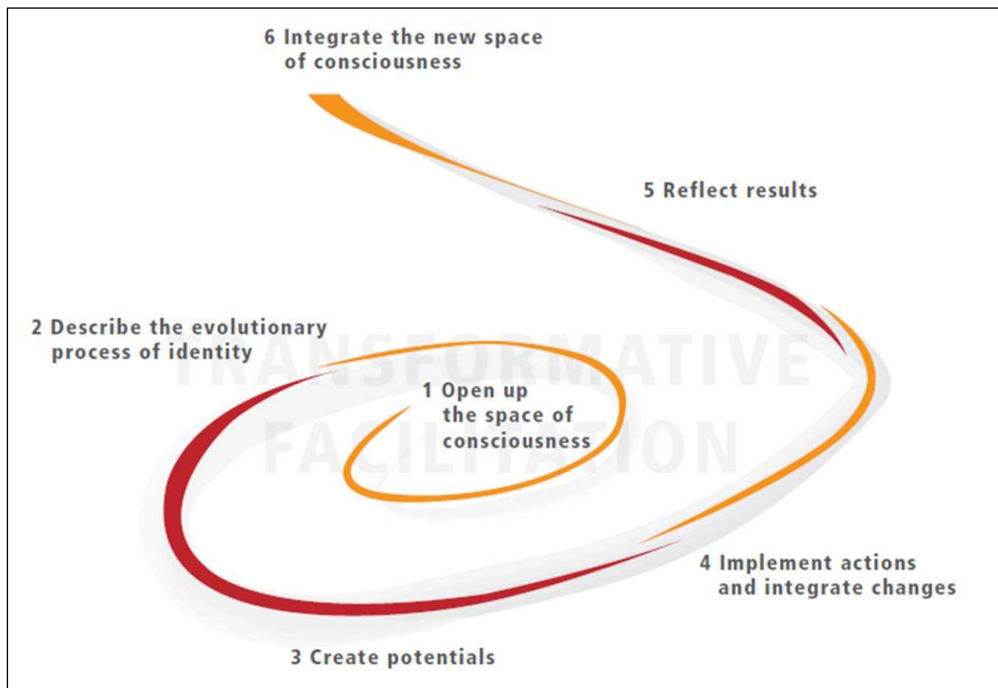 6 Integrate the new space
of consciousness
5 Reflect results
2 Describe the evolutionary
process of identity
TRANSFORMATIVE
1 Open up
the space of
consciousness
FACILITATION
4 Implement actions
and integrate changes
3 Create potentials